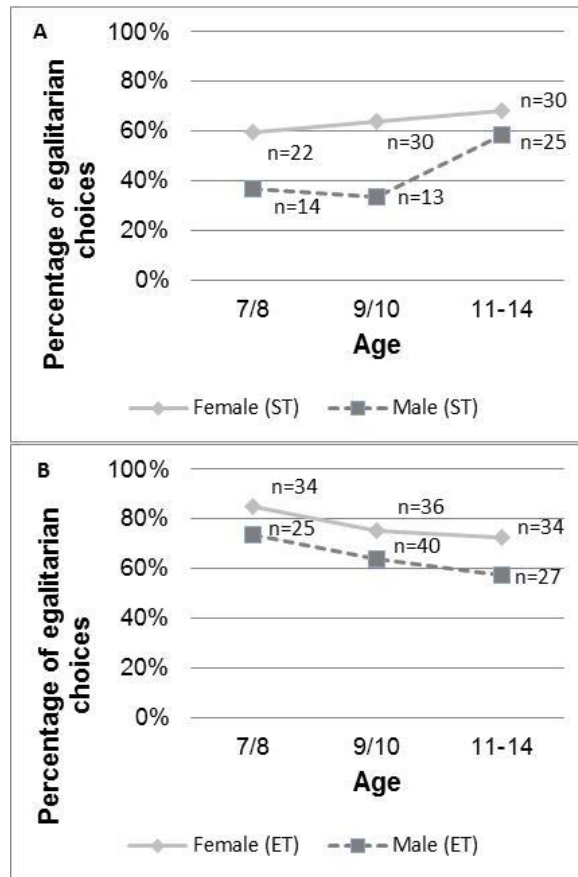 A
Percentage of egalitarian
choices
100%
80%
60%
40%
20%
0%
n=22
n=30
n=30
n=14
n=13
n=25
7/8
9/10
11-14
Age
Female (ST)
Male (ST)
B
Percentage of egalitarian
choices
100%
80%
60%
40%
20%
0%
n=34
n=36
n=34
n=25
n=40
n=27
7/8
9/10
11-14
Age
Female (ET)
Male (ET)